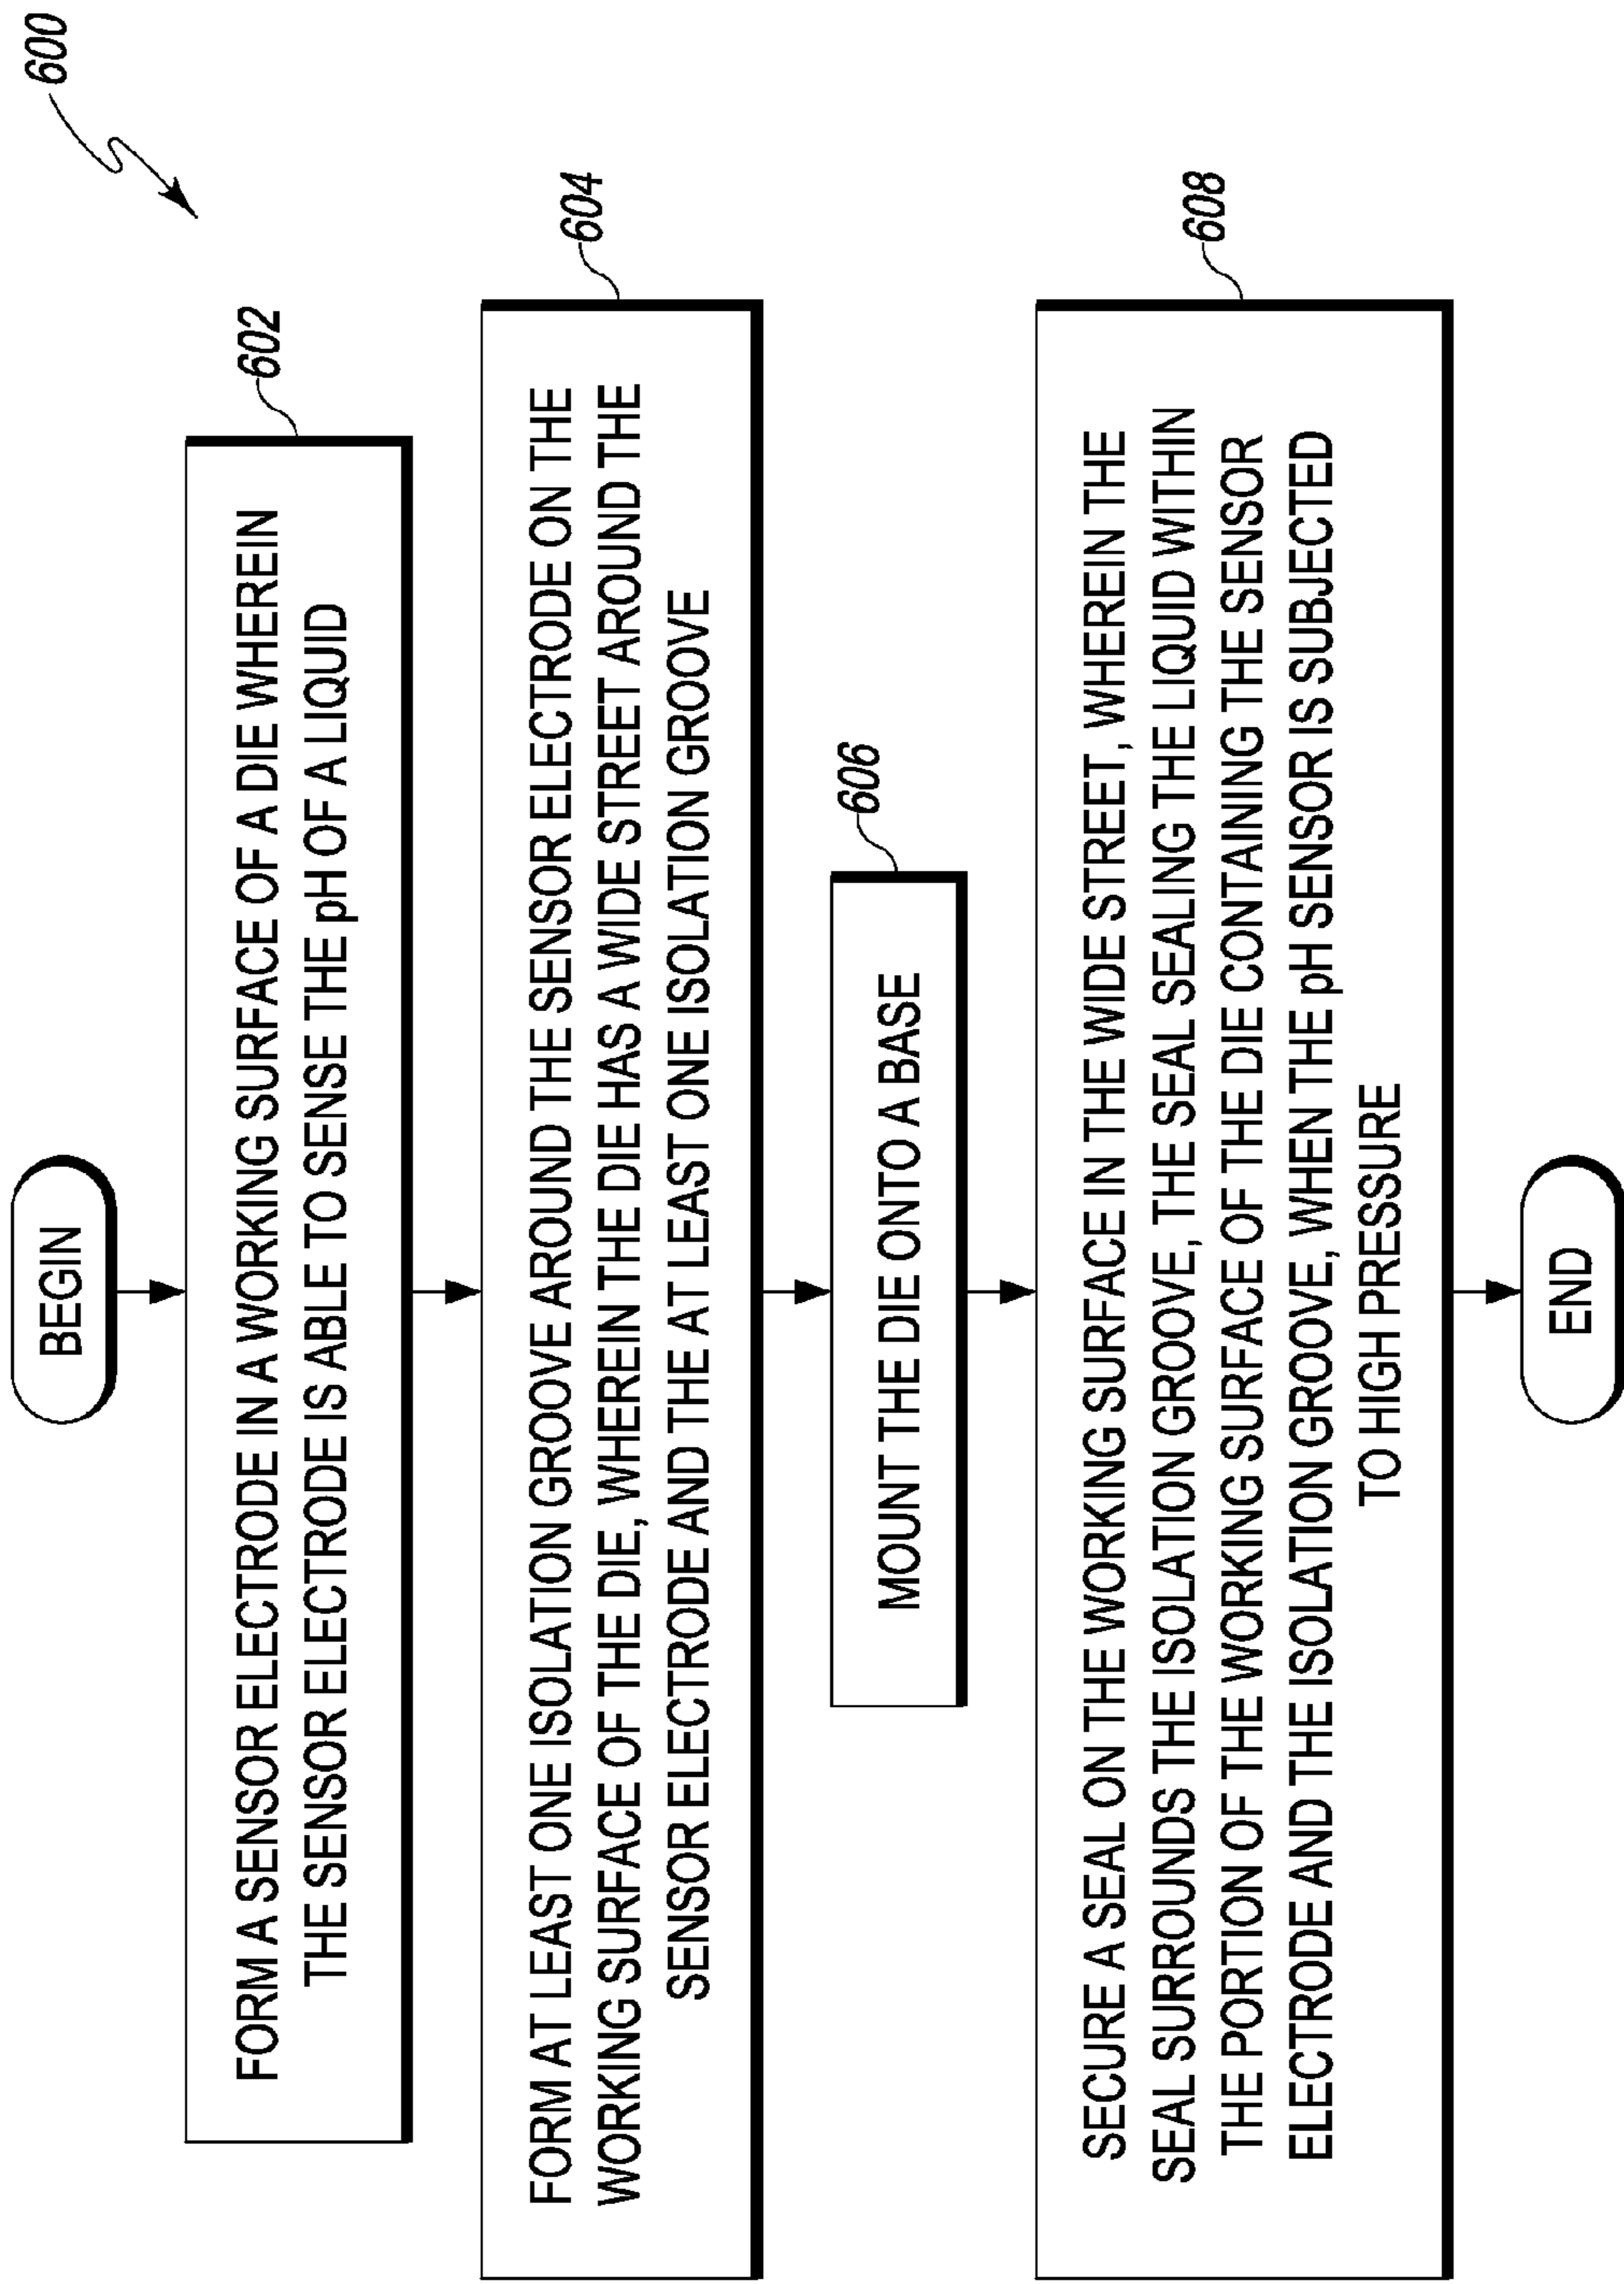 600
BEGIN
602
FORM A SENSOR ELECTRODE IN A WORKING SURFACE OF A DIE WHEREIN
THE SENSOR ELECTRODE IS ABLE TO SENSE THE pH OF A LIQUID
604
FORM AT LEAST ONE ISOLATION GROOVE AROUND THE SENSOR ELECTRODE ON THE
WORKING SURFACE OF THE DIE, WHEREIN THE DIE HAS A WIDE STREET AROUND THE
SENSOR ELECTRODE AND THE AT LEAST ONE ISOLATION GROOVE
606
MOUNT THE DIE ONTO A BASE
608
SECURE A SEAL ON THE WORKING SURFACE IN THE WIDE STREET, WHEREIN THE
SEAL SURROUNDS THE ISOLATION GROOVE, THE SEAL SEALING THE LIQUID WITHIN
THE PORTION OF THE WORKING SURFACE OF THE DIE CONTAINING THE SENSOR
ELECTRODE AND THE ISOLATION GROOVE, WHEN THE pH SENSOR IS SUBJECTED
TO HIGH PRESSURE
END